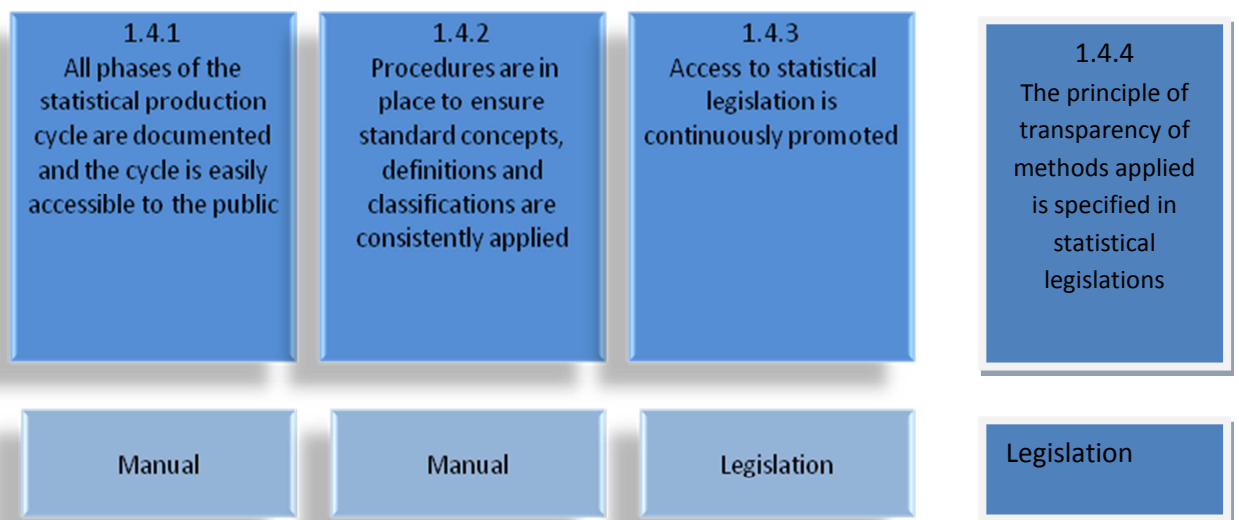 1.4.1
All phases of the
statistical production
cycle are documented
and the cycle is easily
accessible to the public
1.4.2
Procedures are in
place to ensure
standard concepts,
definitions and
classifications are
consistently applied
1.4.3
Access to statistical
legislation is
continuously promoted
1.4.4
The principle of
transparency of
methods applied
is specified in
statistical
legislations
Manual
Manual
Legislation
Legislation